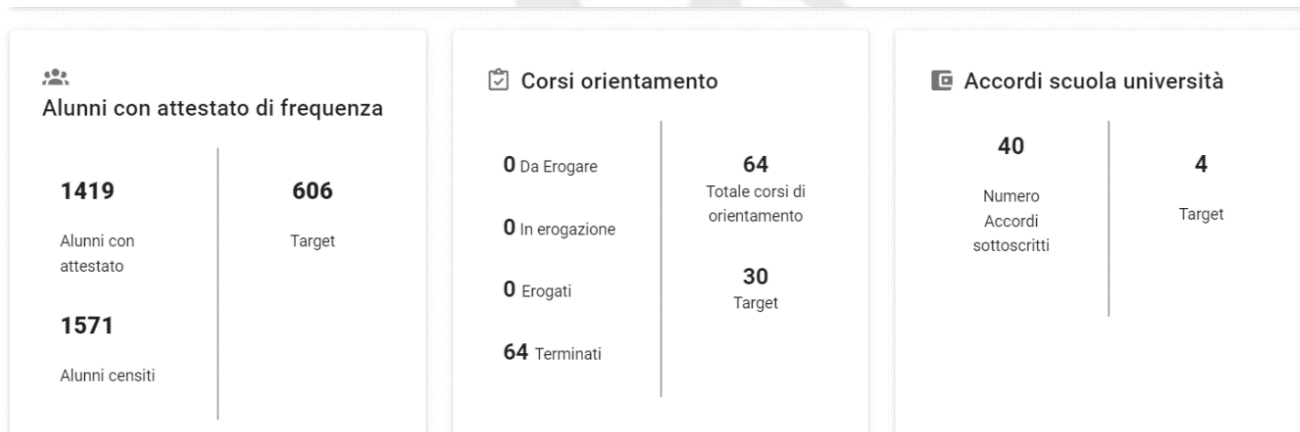 Alunni con attestato di frequenza
1419
Alunni con
attestato
1571
Alunni censiti
606
Target
Corsi orientamento
0 Da Erogare
0 In erogazione
0 Erogati
64 Terminati
64
Totale corsi di
orientamento
30
Target
Accordi scuola università
40
Numero
Accordi
sottoscritti
4
Target